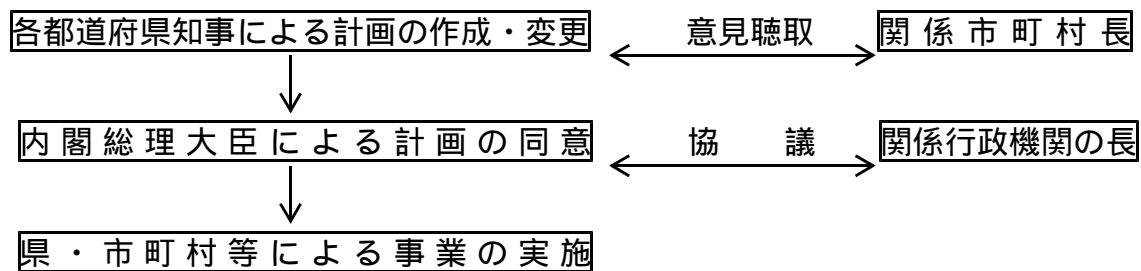 各都道府県知事による計画の作成・変更 意見聴取 関係市町村長
内閣総理大臣による計画の同意 協議 関係行政機関の長
県・市町村等による事業の実施